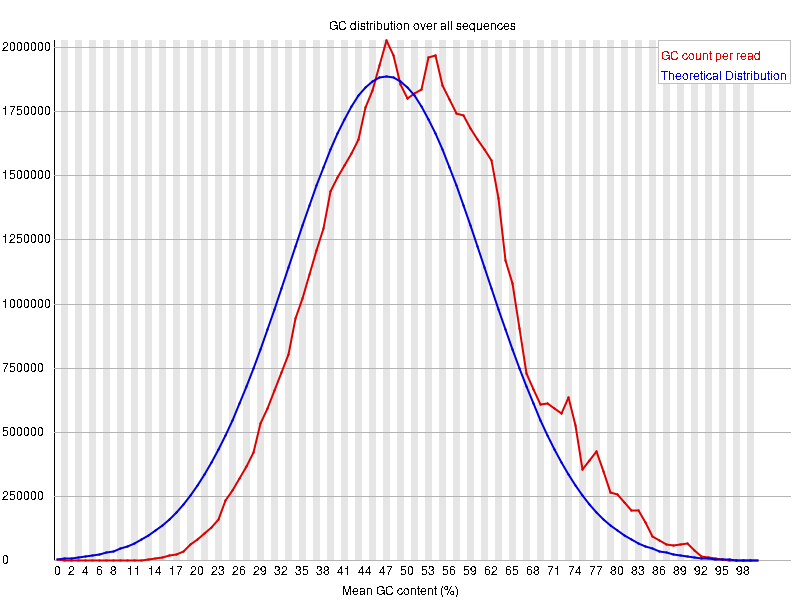 GC distribution over all sequences
GC count per read
Theoretical Distribution
2000000
1750000
1500000
1250000
1000000
750000
500000
250000
0
0 2 4 6 8 11 14 17 20 23 26 29 32 35 38 41 44 47 50 53 56 59 62 65 68 71 74 77 80 83 86 89 92 95 98
Mean GC content (%)